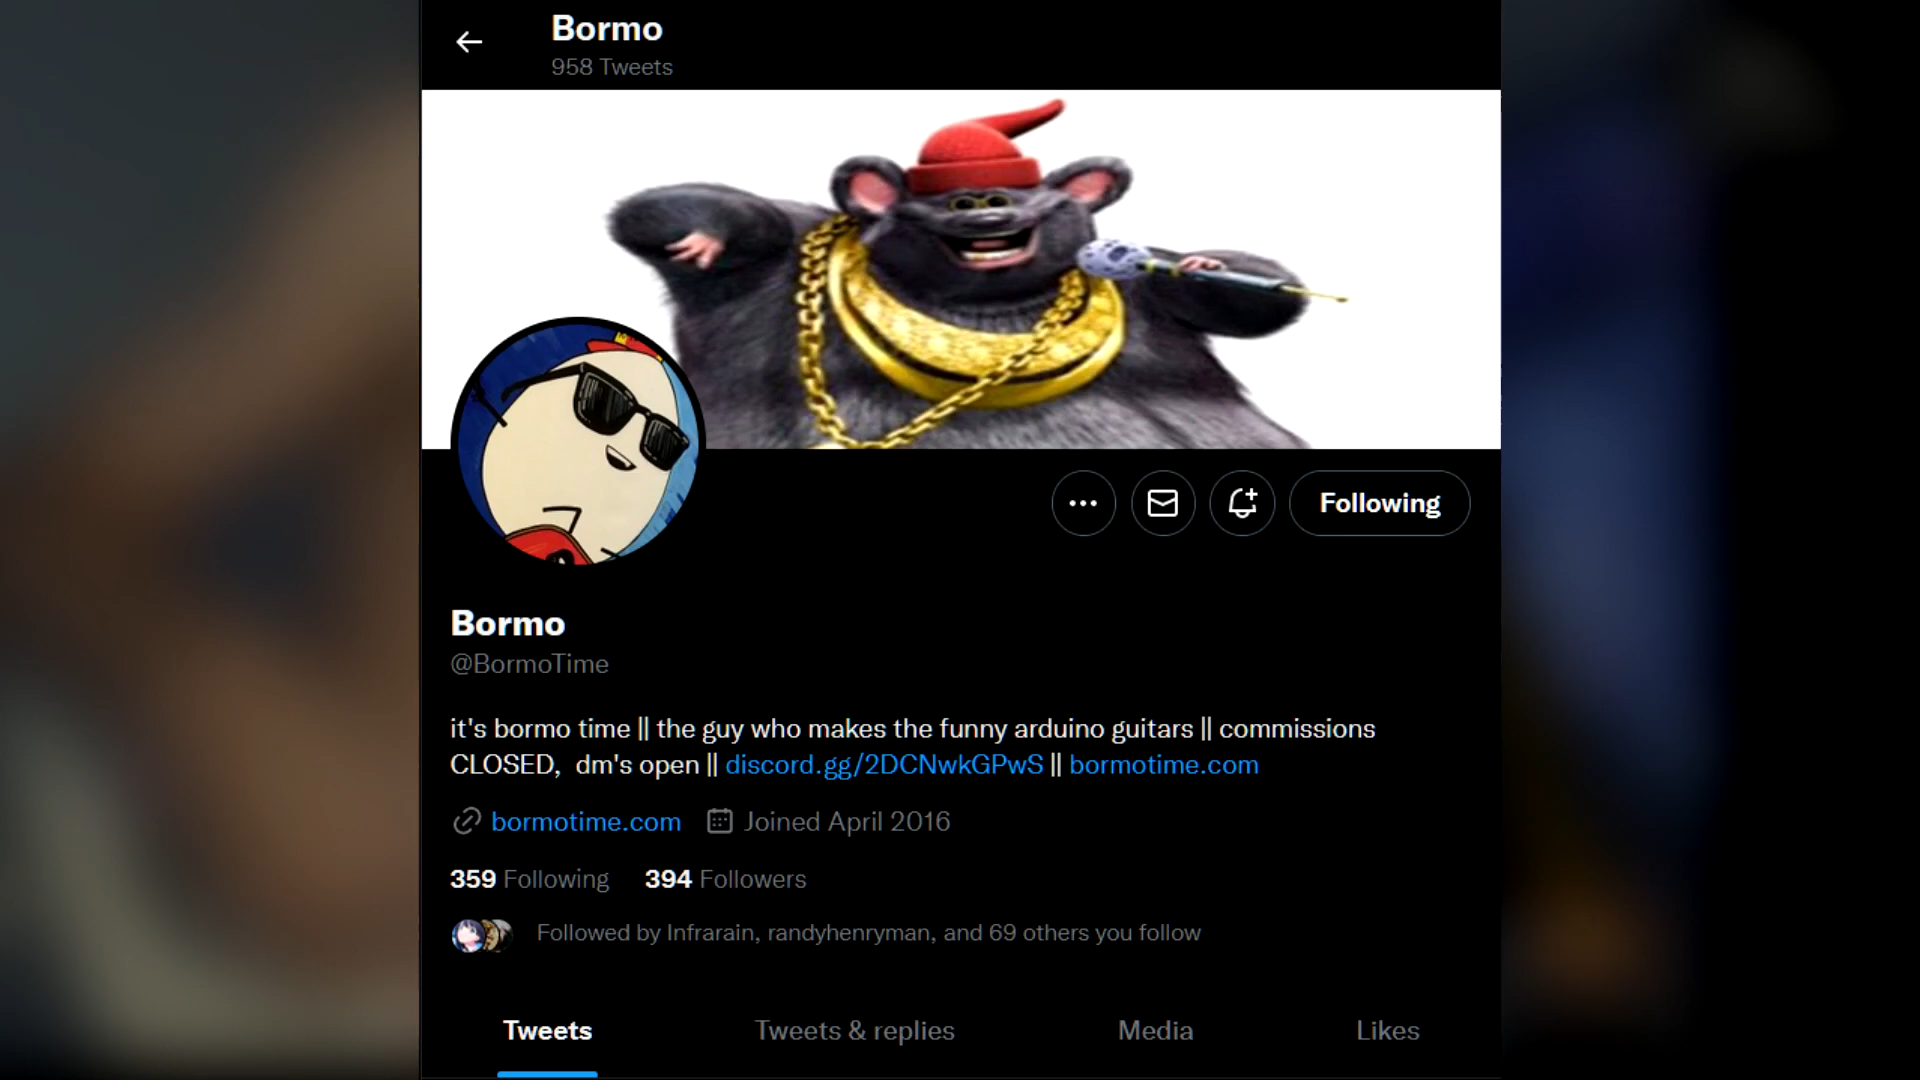 Bormo
958 Tweets
Following
Bormo
@BormoTime
it's bormo time || the guy who makes the funny arduino guitars || commissions
CLOSED,  dm's open || discord.gg/2DCNwkGPwS || bormotime.com
bormotime.com Joined April 2016
359 Following 394 Followers
Followed by Infrarain, randyhenryman, and 69 others you follow
Tweets Tweets & replies Media Likes